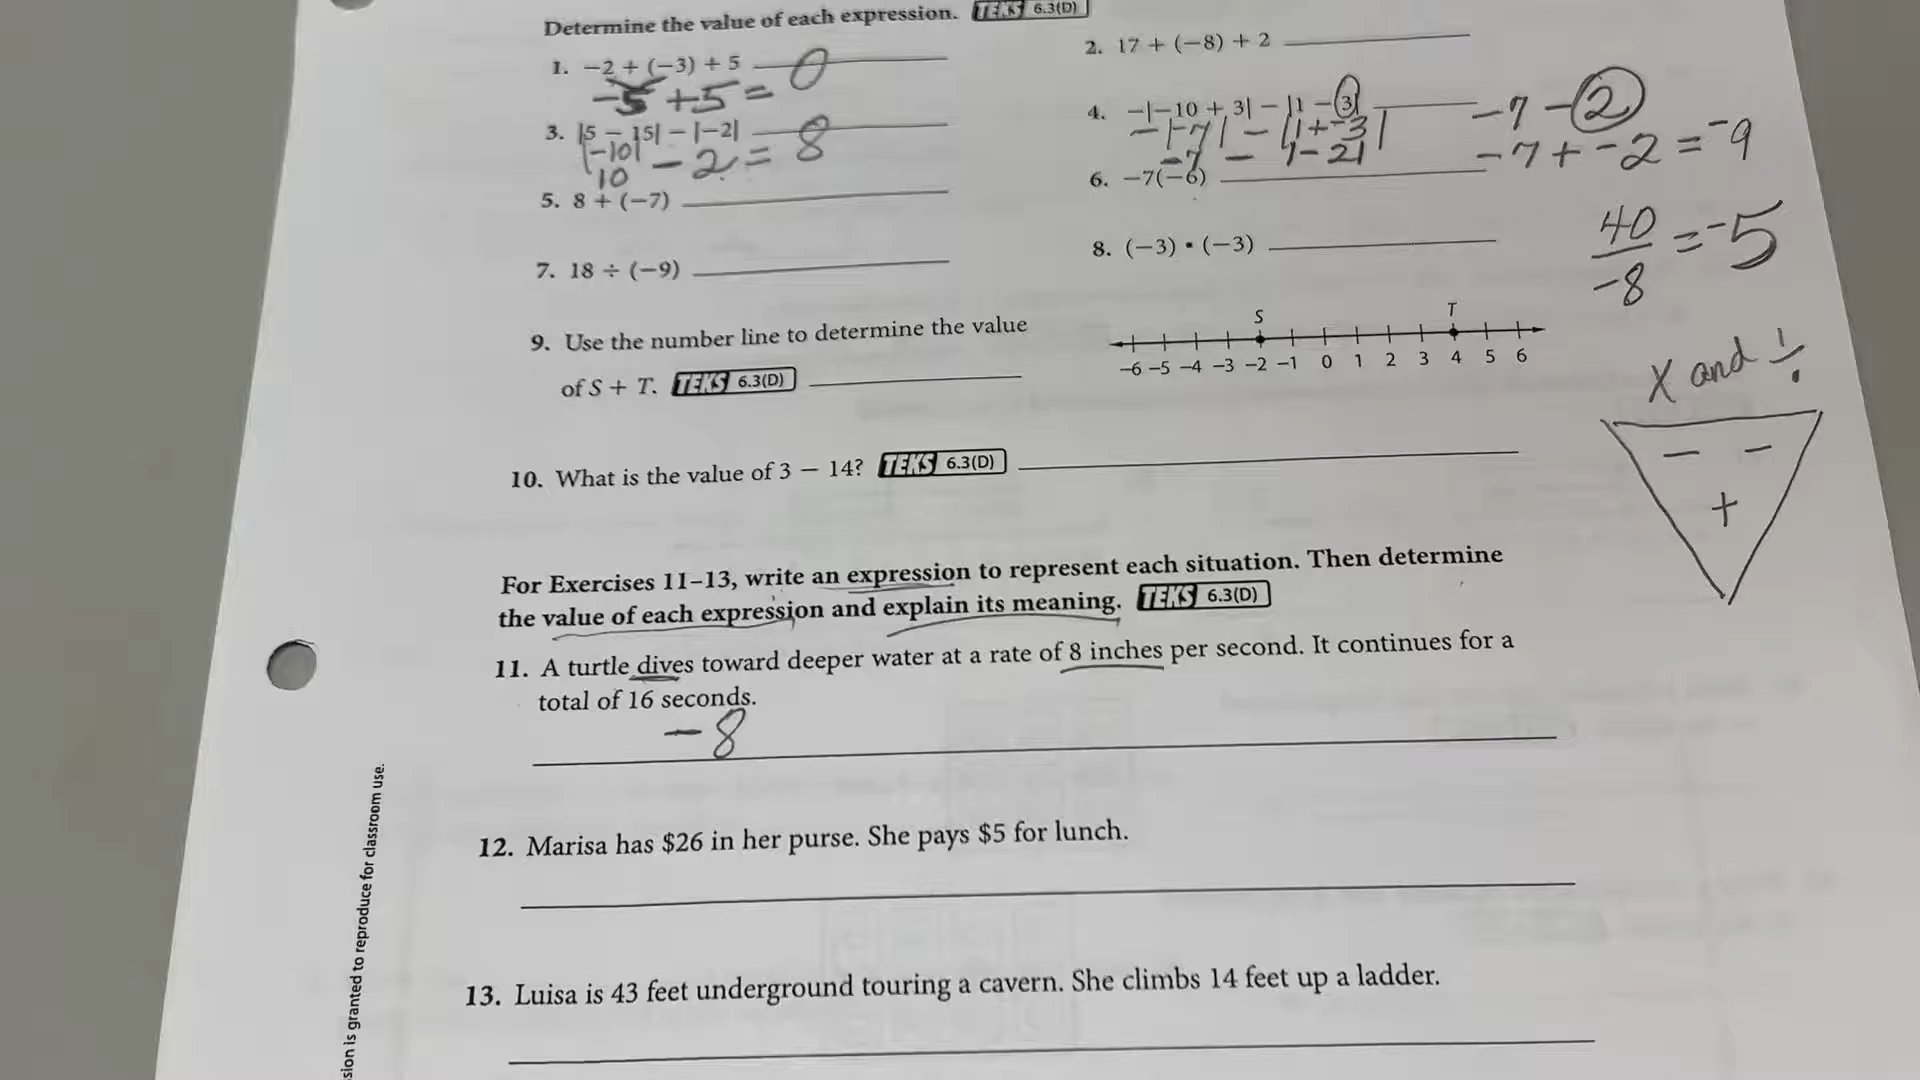 Determine the value of each expression. TEKS 6.3(D)
1. −2 + (−3) + 5 0
−5 +5 =
2. 17 + (−8) + 2
3. |5 − 15| − |−2|
|−10| − 2 = 8
10
4. −|−10 + 3| − |1 − 3|
−|−7| − |1+−3|
−7 − |−2|
−7 −2
−7 + −2 = −9
5. 8 + (−7)
6. −7(−6)
7. 18 ÷ (−9)
8. (−3) • (−3)
40
−8
= −5
9. Use the number line to determine the value
of S + T. TEKS 6.3(D)
S T
−6 −5 −4 −3 −2 −1 0 1 2 3 4 5 6
X and ÷
− −
+
10. What is the value of 3 − 14? TEKS 6.3(D)
For Exercises 11–13, write an expression to represent each situation. Then determine
the value of each expression and explain its meaning. TEKS 6.3(D)
11. A turtle dives toward deeper water at a rate of 8 inches per second. It continues for a
total of 16 seconds.
−8
12. Marisa has $26 in her purse. She pays $5 for lunch.
13. Luisa is 43 feet underground touring a cavern. She climbs 14 feet up a ladder.
sion is granted to reproduce for classroom use.